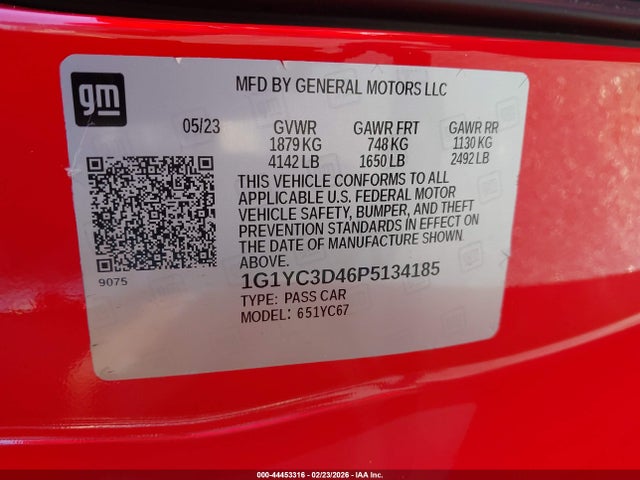 gm
MFD BY GENERAL MOTORS LLC
05/23 GVWR GAWR FRT GAWR RR
1879 KG 748 KG 1130 KG
4142 LB 1650 LB 2492 LB
THIS VEHICLE CONFORMS TO ALL
APPLICABLE U.S. FEDERAL MOTOR
VEHICLE SAFETY, BUMPER, AND THEFT
PREVENTION STANDARDS IN EFFECT ON
THE DATE OF MANUFACTURE SHOWN
ABOVE.
9075
1G1YC3D46P5134185
TYPE: PASS CAR
MODEL: 651YC67
000-44453316 - 02/23/2026 - IAA Inc.